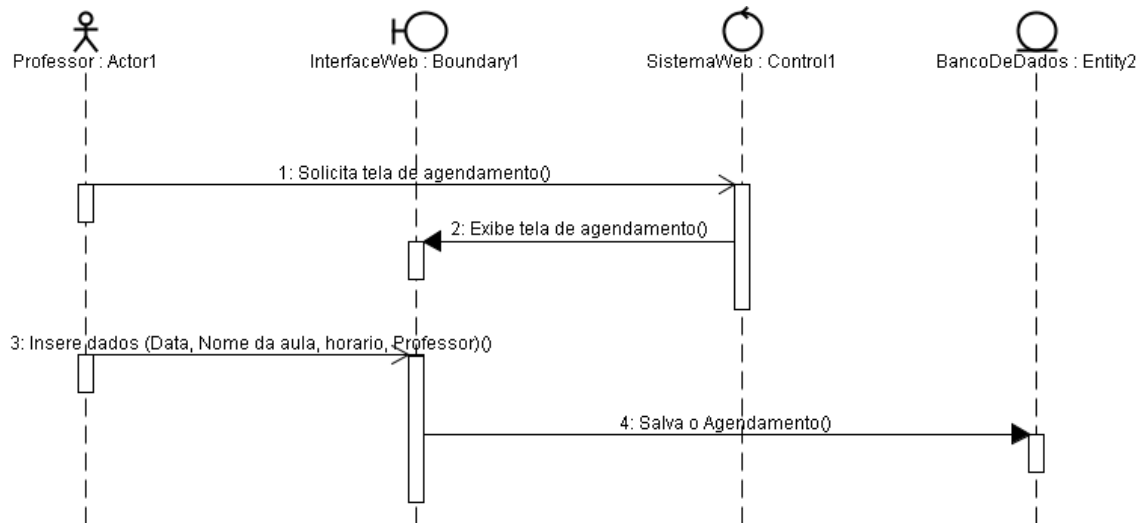 Professor : Actor1
InterfaceWeb : Boundary1
SistemaWeb : Control1
BancoDeDados : Entity2
1: Solicita tela de agendamento()
2: Exibe tela de agendamento()
3: Insere dados (Data, Nome da aula, horario, Professor)()
4: Salva o Agendamento()